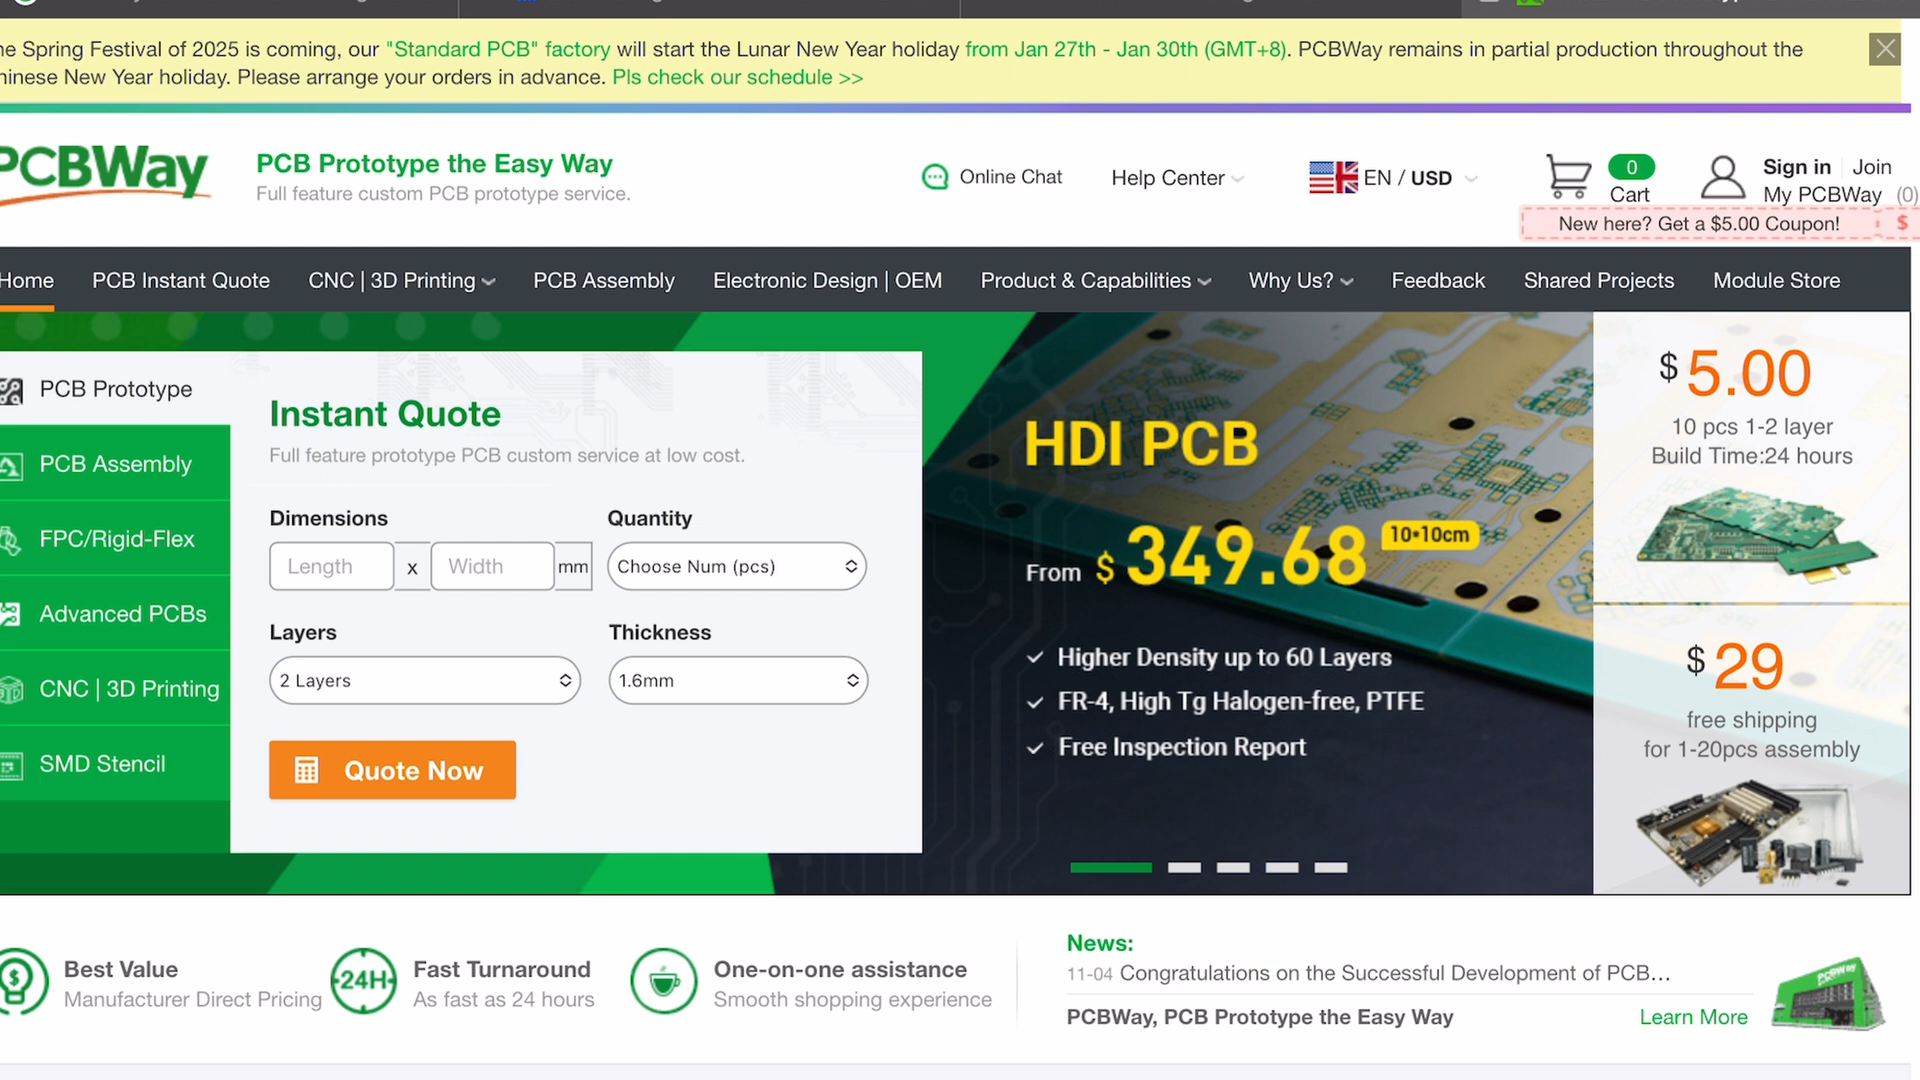 he Spring Festival of 2025 is coming, our "Standard PCB" factory will start the Lunar New Year holiday from Jan 27th - Jan 30th (GMT+8). PCBWay remains in partial production throughout the
hinese New Year holiday. Please arrange your orders in advance. Pls check our schedule >>
PCBWay
PCB Prototype the Easy Way
Full feature custom PCB prototype service.
Online Chat
Help Center
EN / USD
0
Cart
Sign in Join
My PCBWay (0)
New here? Get a $5.00 Coupon! $
Home PCB Instant Quote CNC | 3D Printing PCB Assembly Electronic Design | OEM Product & Capabilities Why Us? Feedback Shared Projects Module Store
PCB Prototype
PCB Assembly
FPC/Rigid-Flex
Advanced PCBs
CNC | 3D Printing
SMD Stencil
Instant Quote
Full feature prototype PCB custom service at low cost.
Dimensions Quantity
Length x Width mm Choose Num (pcs)
Layers Thickness
2 Layers 1.6mm
Quote Now
HDI PCB
From $ 349.68 10*10cm
Higher Density up to 60 Layers
FR-4, High Tg Halogen-free, PTFE
Free Inspection Report
$ 5.00
10 pcs 1-2 layer
Build Time:24 hours
$ 29
free shipping
for 1-20pcs assembly
$
Best Value
Manufacturer Direct Pricing
24H
Fast Turnaround
As fast as 24 hours
One-on-one assistance
Smooth shopping experience
News:
11-04 Congratulations on the Successful Development of PCB...
PCBWay, PCB Prototype the Easy Way Learn More
PCBWay